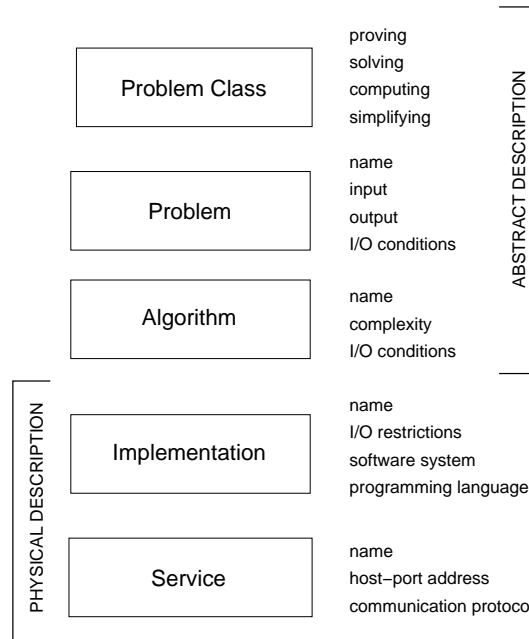 proving
solving
Problem Class
computing
simplifying
name
input
Problem
output
I/O conditions
ABSTRACT DESCRIPTION
name
Algorithm
complexity
I/O conditions
name
I/O restrictions
Implementation
software system
programming language
PHYSICAL DESCRIPTION
name
Service
host−port address
communication protoco